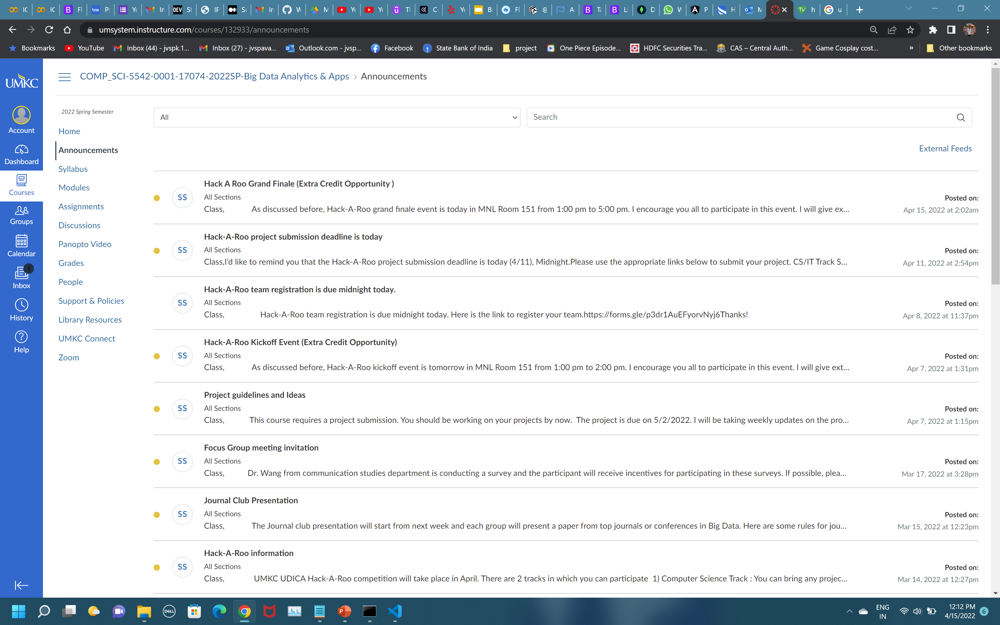 IC
IC
Fl
Pr
Yo
In
St
IP
Se
In
W
M
Yo
Yo
Tl
C
Ye
Bi
Fl
@
A
Ta
Li
D
W
P
H
M
h
u
umsystem.instructure.com/courses/132933/announcements
Bookmarks
YouTube
Inbox (44) - jvspk.1...
Inbox (27) - jvspava...
Outlook.com - jvsp...
Facebook
State Bank of India
project
One Piece Episode...
HDFC Securities Tra...
CAS – Central Auth...
Game Cosplay cost...
»
Other bookmarks
UMKC
Account
Dashboard
Courses
Groups
Calendar
1
Inbox
History
Help
COMP_SCI-5542-0001-17074-2022SP-Big Data Analytics & Apps › Announcements
2022 Spring Semester
Home
Announcements
Syllabus
Modules
Assignments
Discussions
Panopto Video
Grades
People
Support & Policies
Library Resources
UMKC Connect
Zoom
All
Search
External Feeds
Hack A Roo Grand Finale (Extra Credit Opportunity )
SS
All Sections
Class, As discussed before, Hack-A-Roo grand finale event is today in MNL Room 151 from 1:00 pm to 5:00 pm. I encourage you all to participate in this event. I will give ex...
Posted on:
Apr 15, 2022 at 2:02am
Hack-A-Roo project submission deadline is today
SS
All Sections
Class,I'd like to remind you that the Hack-A-Roo project submission deadline is today (4/11), Midnight.Please use the appropriate links below to submit your project. CS/IT Track S...
Posted on:
Apr 11, 2022 at 2:54pm
Hack-A-Roo team registration is due midnight today.
SS
All Sections
Class, Hack-A-Roo team registration is due midnight today. Here is the link to register your team.https://forms.gle/p3dr1AuEFyorvNyj6Thanks!
Posted on:
Apr 8, 2022 at 11:37pm
Hack-A-Roo Kickoff Event (Extra Credit Opportunity)
SS
All Sections
Class, As discussed before, Hack-A-Roo kickoff event is tomorrow in MNL Room 151 from 1:00 pm to 2:00 pm. I encourage you all to participate in this event. I will give ext...
Posted on:
Apr 7, 2022 at 1:31pm
Project guidelines and Ideas
SS
All Sections
Class, This course requires a project submission. You should be working on your projects by now. The project is due on 5/2/2022. I will be taking weekly updates on the pro...
Posted on:
Apr 7, 2022 at 1:15pm
Focus Group meeting invitation
SS
All Sections
Class, Dr. Wang from communication studies department is conducting a survey and the participant will receive incentives for participating in these surveys. If possible, plea...
Posted on:
Mar 17, 2022 at 3:28pm
Journal Club Presentation
SS
All Sections
Class, The Journal club presentation will start from next week and each group will present a paper from top journals or conferences in Big Data. Here are some rules for jou...
Posted on:
Mar 15, 2022 at 12:23pm
Hack-A-Roo information
SS
All Sections
Class, UMKC UDICA Hack-A-Roo competition will take place in April. There are 2 tracks in which you can participate 1) Computer Science Track : You can bring any projec...
Posted on:
Mar 14, 2022 at 12:27pm
ENG
IN
12:12 PM
4/15/2022
6